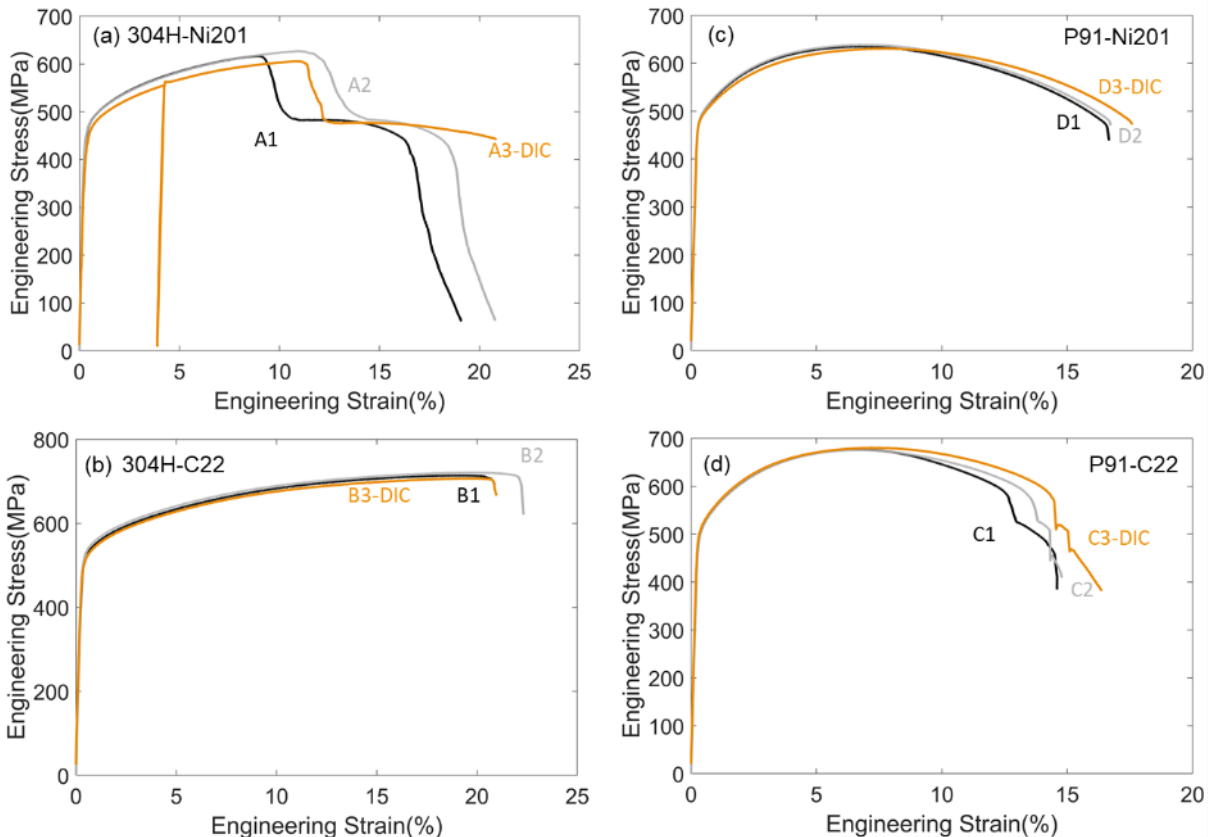 (a) 304H-Ni201
Engineering Stress(MPa)
700
600
500
400
300
200
100
0
A1
A2
A3-DIC
0 5 10 15 20 25
Engineering Strain(%)
(c)
P91-Ni201
Engineering Stress(MPa)
700
600
500
400
300
200
100
0
D3-DIC
D1
D2
0 5 10 15 20
Engineering Strain(%)
(b) 304H-C22
Engineering Stress(MPa)
800
600
400
200
0
B2
B3-DIC
B1
0 5 10 15 20 25
Engineering Strain(%)
(d)
P91-C22
Engineering Stress(MPa)
700
600
500
400
300
200
100
0
C1
C3-DIC
C2
0 5 10 15 20
Engineering Strain(%)